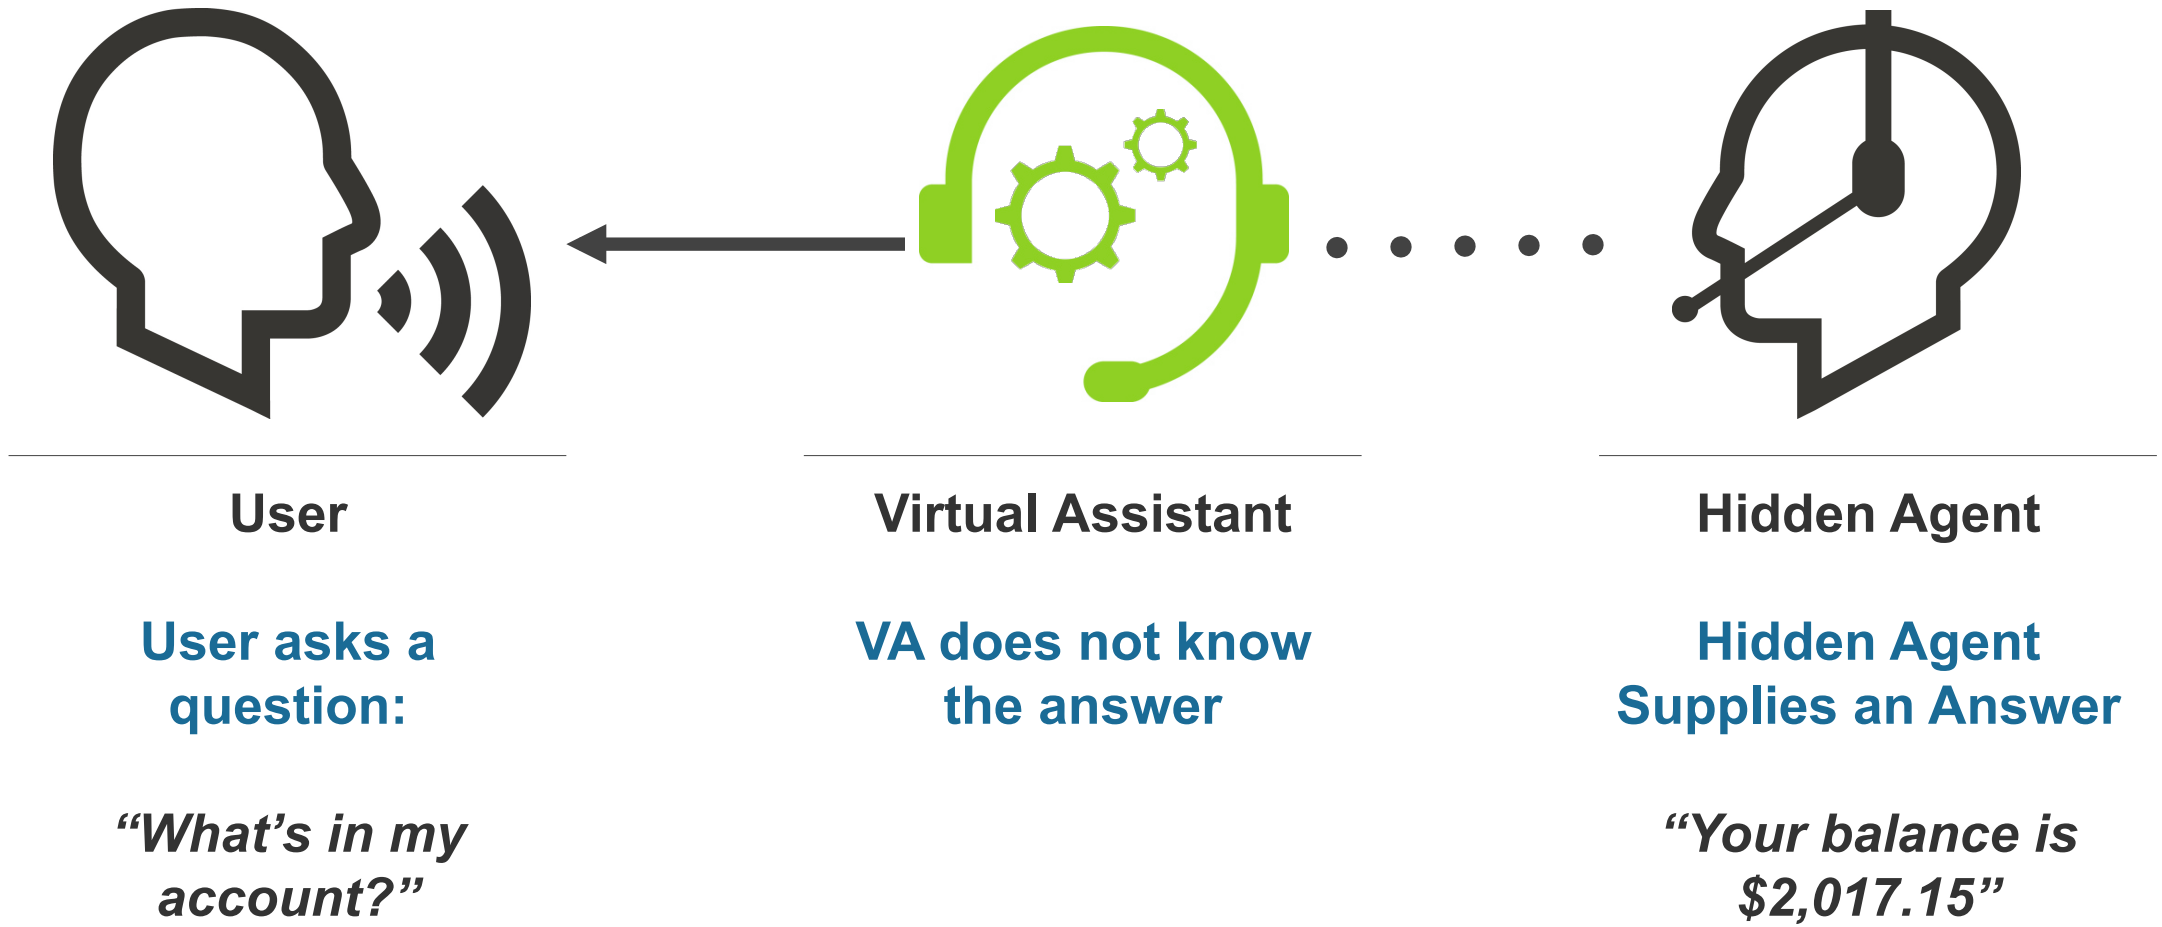 User
User asks a
question:
“What’s in my
account?”
Virtual Assistant
VA does not know
the answer
Hidden Agent
Hidden Agent
Supplies an Answer
“Your balance is
$2,017.15”